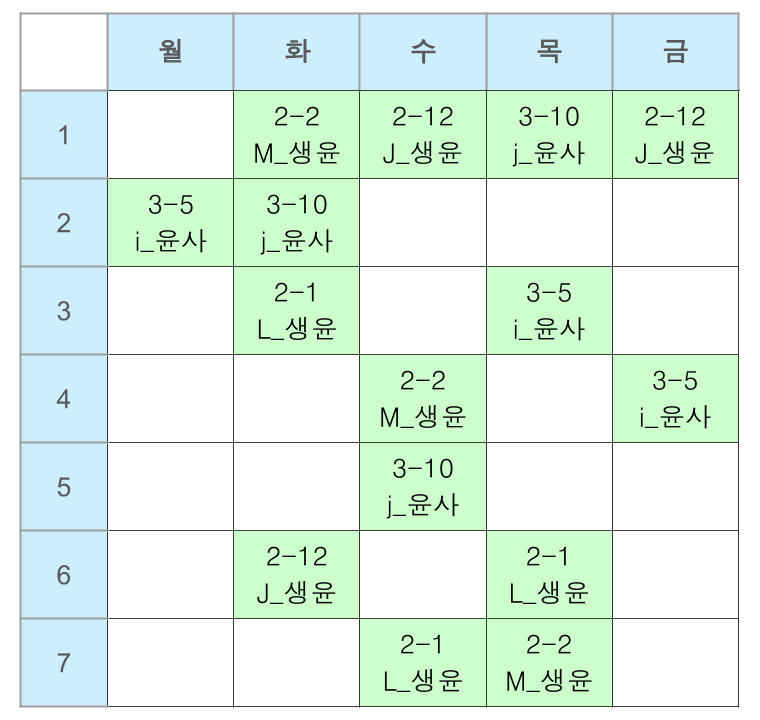 월 화 수 목 금
1
2-2 2-12 3-10 2-12
M_생윤 J_생윤 j_윤사 J_생윤
2
3-5 3-10
i_윤사 j_윤사
3
2-1 3-5
L_생윤 i_윤사
4
2-2 3-5
M_생윤 i_윤사
5
3-10
j_윤사
6
2-12 2-1
J_생윤 L_생윤
7
2-1 2-2
L_생윤 M_생윤